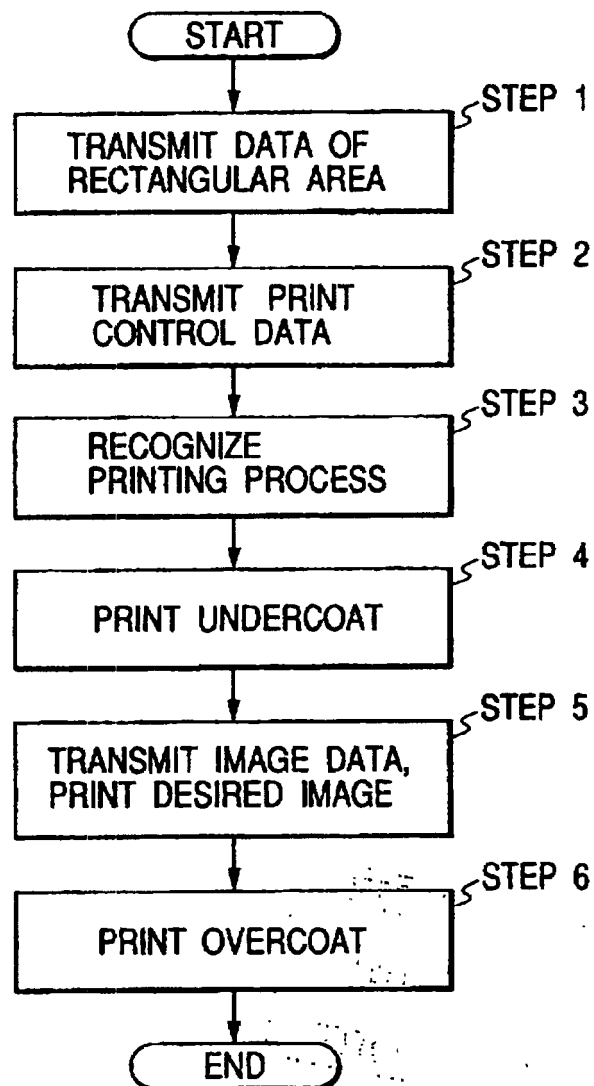 START
STEP 1
TRANSMIT DATA OF
RECTANGULAR AREA
STEP 2
TRANSMIT PRINT
CONTROL DATA
STEP 3
RECOGNIZE
PRINTING PROCESS
STEP 4
PRINT UNDERCOAT
STEP 5
TRANSMIT IMAGE DATA,
PRINT DESIRED IMAGE
STEP 6
PRINT OVERCOAT
END